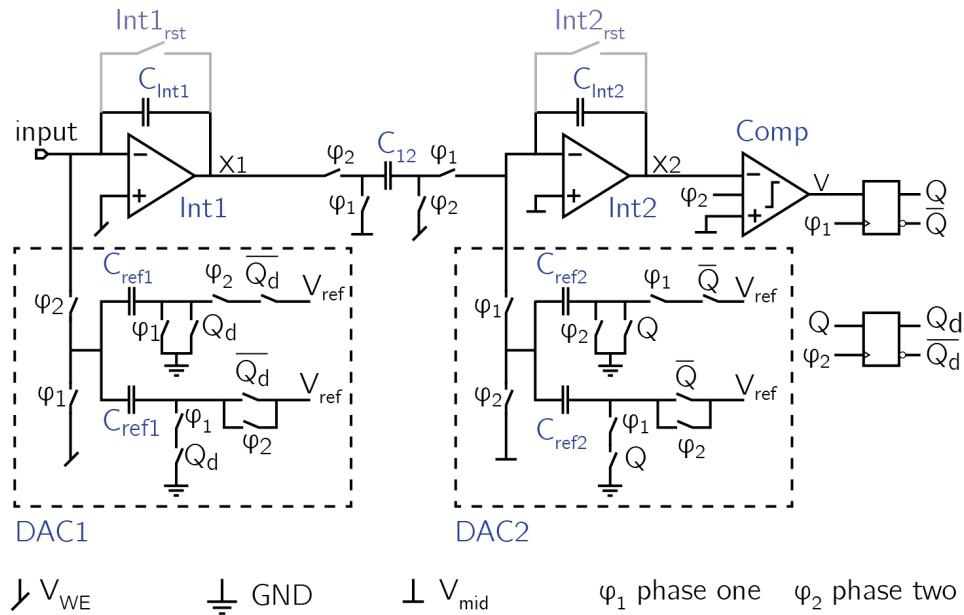 Int1rst Int2rst
CInt1 CInt2
input Comp
φ2 C12 φ1
X1 X2
φ2 V Q
φ1 φ2 Int1 Int2 φ1 Q̅
Cref1 Cref2
φ2 Q̅d̅ Vref φ1 Q̅ Vref
φ2 φ1 Qd φ1 φ2 Q
Q Qd
φ2 Q̅d̅
Q̅d̅ Vref Q̅ Vref
φ1 φ2
Cref1 φ1 φ2 Cref2 φ1 φ2
Qd Q
DAC1 DAC2
VWE GND Vmid φ1 phase one φ2 phase two